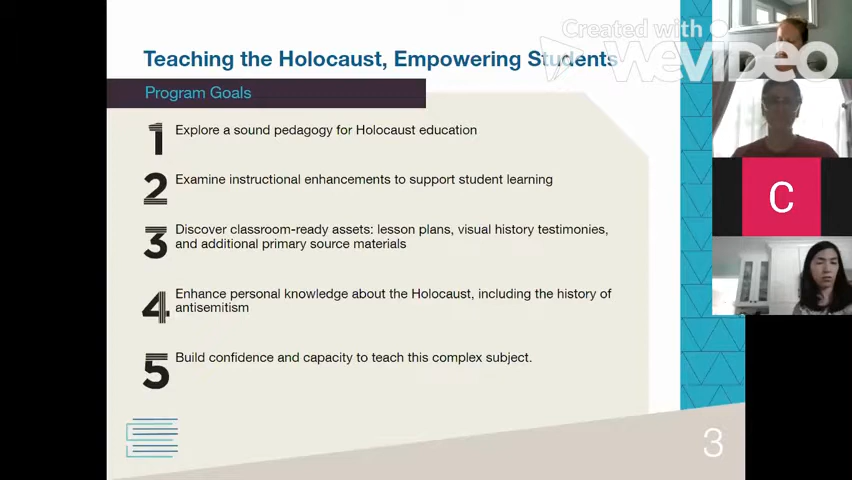 Created with
WeVIDEO
Teaching the Holocaust, Empowering Students
Program Goals
1 Explore a sound pedagogy for Holocaust education
2 Examine instructional enhancements to support student learning
3 Discover classroom-ready assets: lesson plans, visual history testimonies,
and additional primary source materials
4 Enhance personal knowledge about the Holocaust, including the history of
antisemitism
5 Build confidence and capacity to teach this complex subject.
C
3